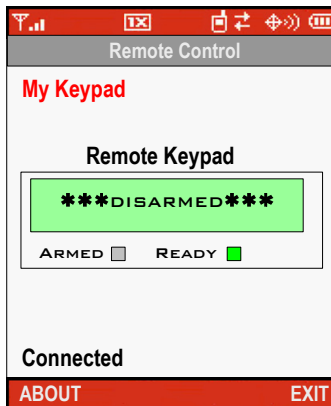 1X
Remote Control
My Keypad
Remote Keypad
***DISARMED***
ARMED READY
Connected
ABOUT EXIT